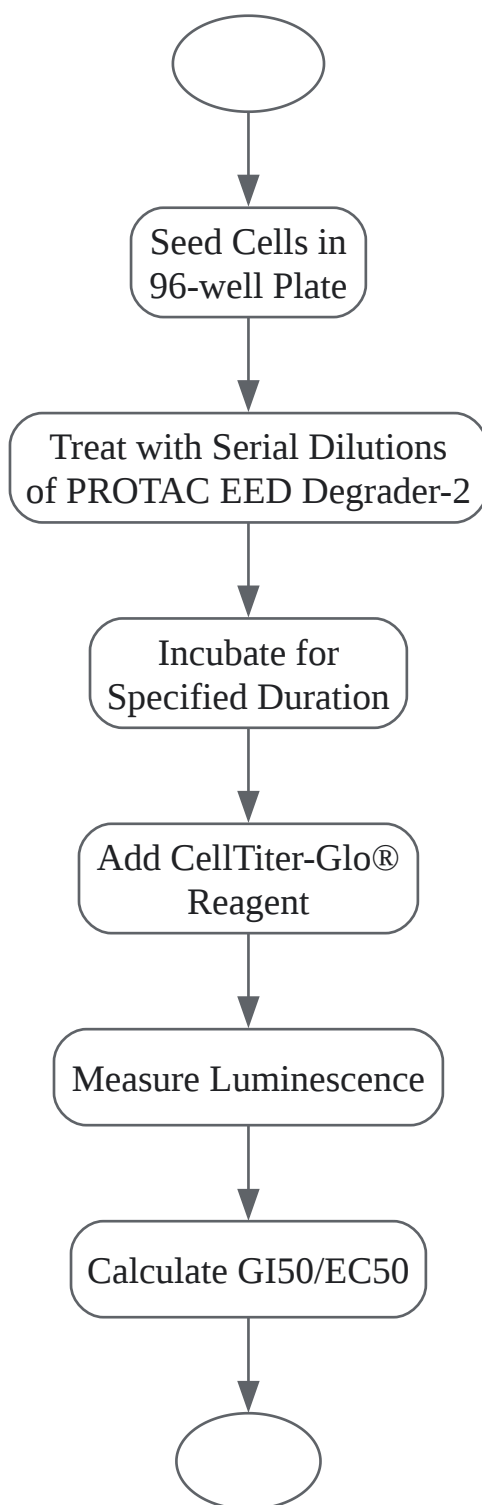 Seed Cells in
96-well Plate
Treat with Serial Dilutions
of PROTAC EED Degrader-2
Incubate for
Specified Duration
Add CellTiter-Glo®
Reagent
Measure Luminescence
Calculate GI50/EC50